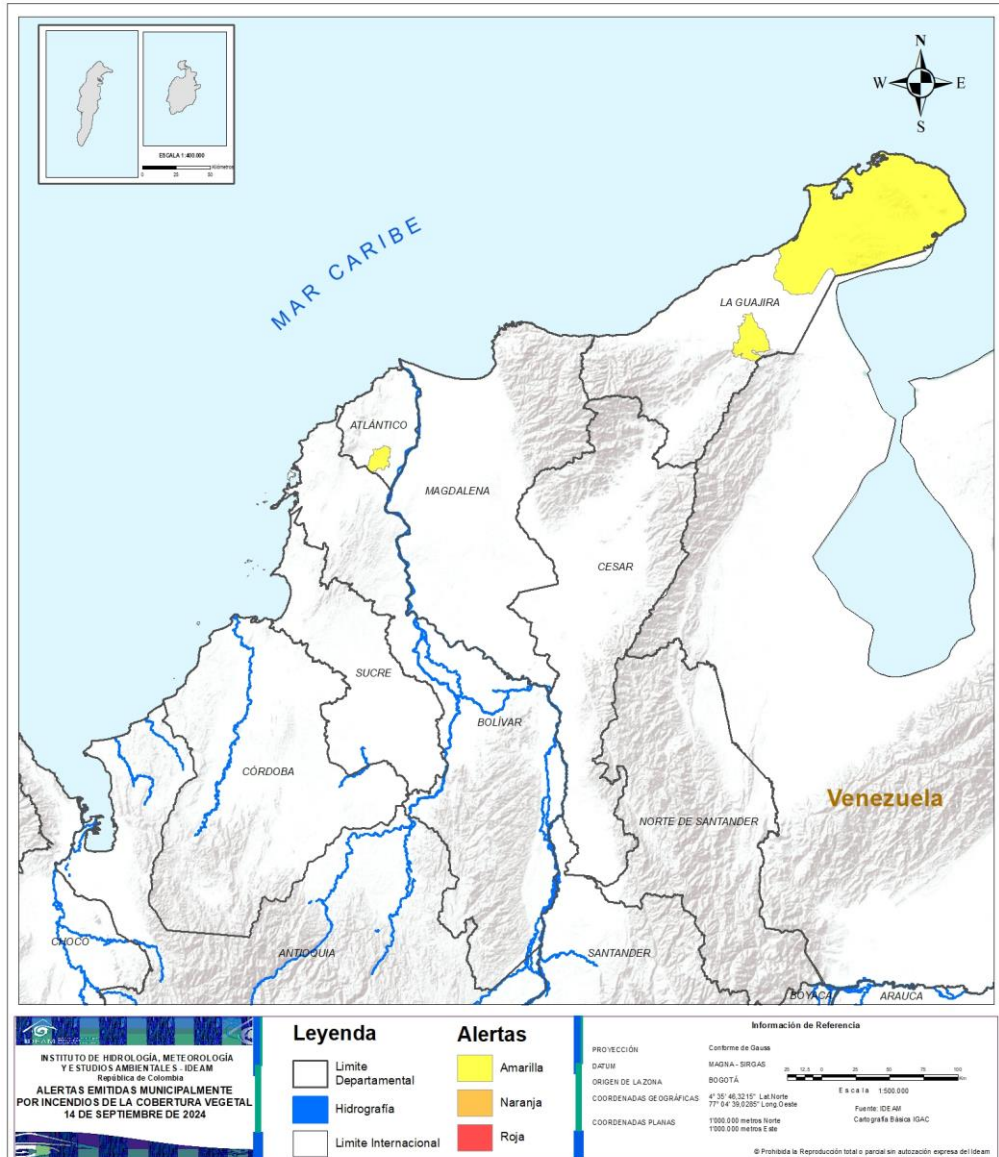 ESCALA 1:400.000
Kilómetros
N
W E
S
MAR CARIBE
LA GUAJIRA
ATLÁNTICO
MAGDALENA
CESAR
SUCRE
BOLÍVAR
CÓRDOBA
Venezuela
NORTE DE SANTANDER
CHOCO
ANTIOQUIA
SANTANDER
BOYACÁ
ARAUCA
IDEAM
INSTITUTO DE HIDROLOGÍA, METEOROLOGÍA
Y ESTUDIOS AMBIENTALES - IDEAM
República de Colombia
ALERTAS EMITIDAS MUNICIPALMENTE
POR INCENDIOS DE LA COBERTURA VEGETAL
14 DE SEPTIEMBRE DE 2024
Leyenda
Limite
Departamental
Hidrografía
Limite Internacional
Alertas
Amarilla
Naranja
Roja
Información de Referencia
PROYECCIÓN Conforme de Gauss
DATUM MAGNA - SIRGAS
ORIGEN DE LA ZONA BOGOTÁ
COORDENADAS GEOGRÁFICAS 4° 35' 46,3215" Lat.Norte
77° 04' 39,0285" Long.Oeste
COORDENADAS PLANAS 1'000.000 metros Norte
1'000.000 metros Este
Escala 1:500.000
Fuente: IDEAM
Cartografía Básica IGAC
© Prohibida la Reproducción total o parcial sin autozación expresa del Ideam